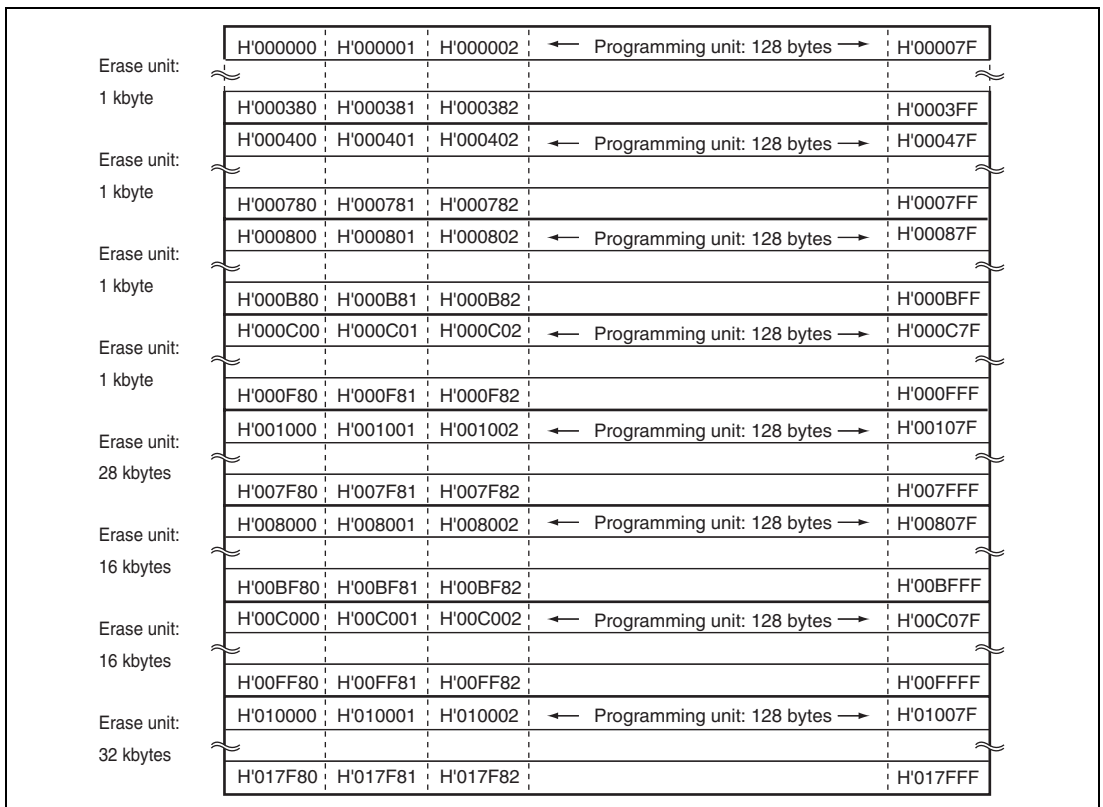 H'000000 H'000001 H'000002 ← Programming unit: 128 bytes → H'00007F
Erase unit:
1 kbyte
H'000380 H'000381 H'000382 H'0003FF
H'000400 H'000401 H'000402 ← Programming unit: 128 bytes → H'00047F
Erase unit:
1 kbyte
H'000780 H'000781 H'000782 H'0007FF
H'000800 H'000801 H'000802 ← Programming unit: 128 bytes → H'00087F
Erase unit:
1 kbyte
H'000B80 H'000B81 H'000B82 H'000BFF
H'000C00 H'000C01 H'000C02 ← Programming unit: 128 bytes → H'000C7F
Erase unit:
1 kbyte
H'000F80 H'000F81 H'000F82 H'000FFF
H'001000 H'001001 H'001002 ← Programming unit: 128 bytes → H'00107F
Erase unit:
28 kbytes
H'007F80 H'007F81 H'007F82 H'007FFF
H'008000 H'008001 H'008002 ← Programming unit: 128 bytes → H'00807F
Erase unit:
16 kbytes
H'00BF80 H'00BF81 H'00BF82 H'00BFFF
H'00C000 H'00C001 H'00C002 ← Programming unit: 128 bytes → H'00C07F
Erase unit:
16 kbytes
H'00FF80 H'00FF81 H'00FF82 H'00FFFF
H'010000 H'010001 H'010002 ← Programming unit: 128 bytes → H'01007F
Erase unit:
32 kbytes
H'017F80 H'017F81 H'017F82 H'017FFF